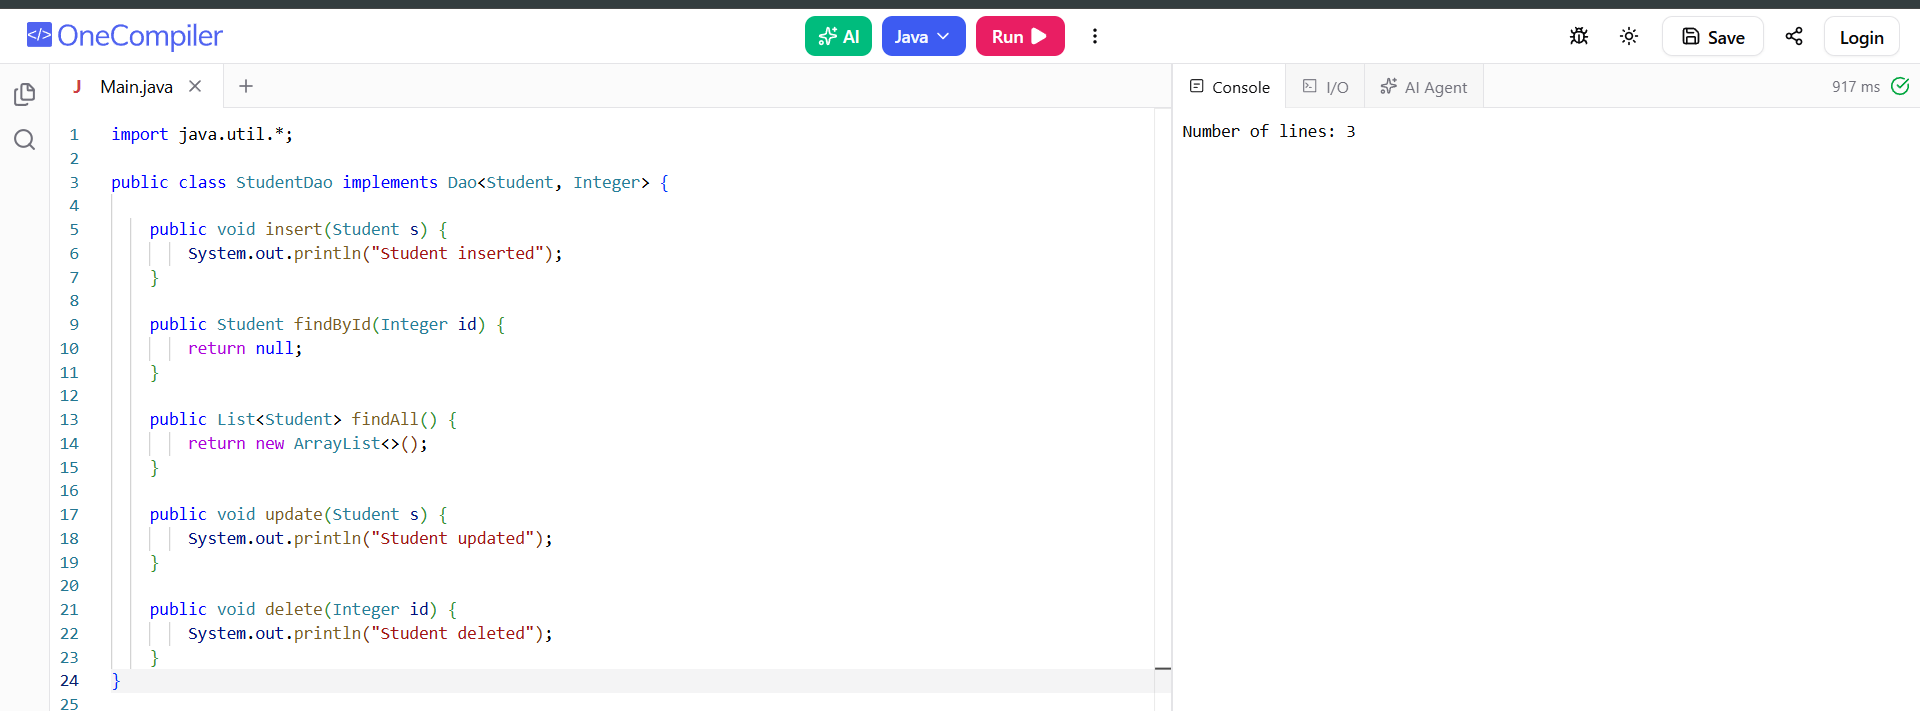 </> OneCompiler
AI
Java
Run
Save
Login
J Main.java
Console
I/O
AI Agent
917 ms
1 import java.util.*;
2
3 public class StudentDao implements Dao<Student, Integer> {
4
5 public void insert(Student s) {
6 System.out.println("Student inserted");
7 }
8
9 public Student findById(Integer id) {
10 return null;
11 }
12
13 public List<Student> findAll() {
14 return new ArrayList<>();
15 }
16
17 public void update(Student s) {
18 System.out.println("Student updated");
19 }
20
21 public void delete(Integer id) {
22 System.out.println("Student deleted");
23 }
24 }
25
Number of lines: 3